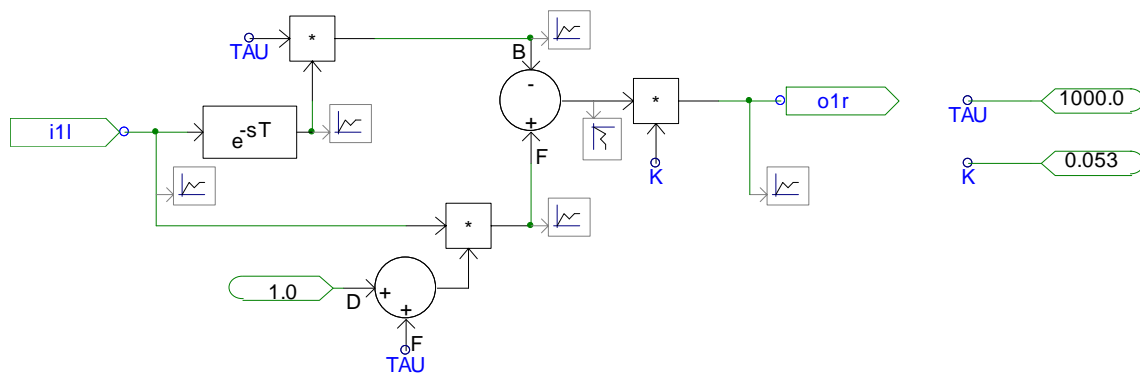 TAU
*
B
-
+
i1l
e-sT
*
o1r
TAU
1000.0
K
K
0.053
F
*
1.0
D
+
+
F
TAU